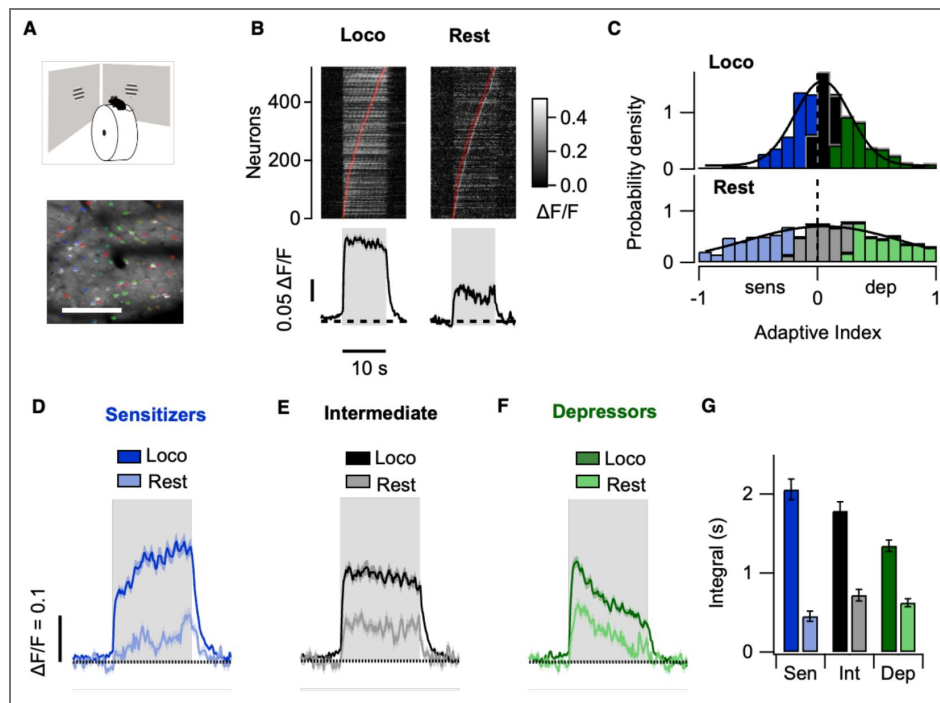 A
B
Loco
Rest
Neurons
400
200
0
0.4
0.2
0.0
ΔF/F
0.05 ΔF/F
10 s
C
Loco
Probability density
1
0
Rest
1
0
-1
sens
0
dep
1
Adaptive Index
D
Sensitizers
Loco
Rest
ΔF/F = 0.1
E
Intermediate
Loco
Rest
F
Depressors
Loco
Rest
G
Integral (s)
2
1
0
Sen
Int
Dep